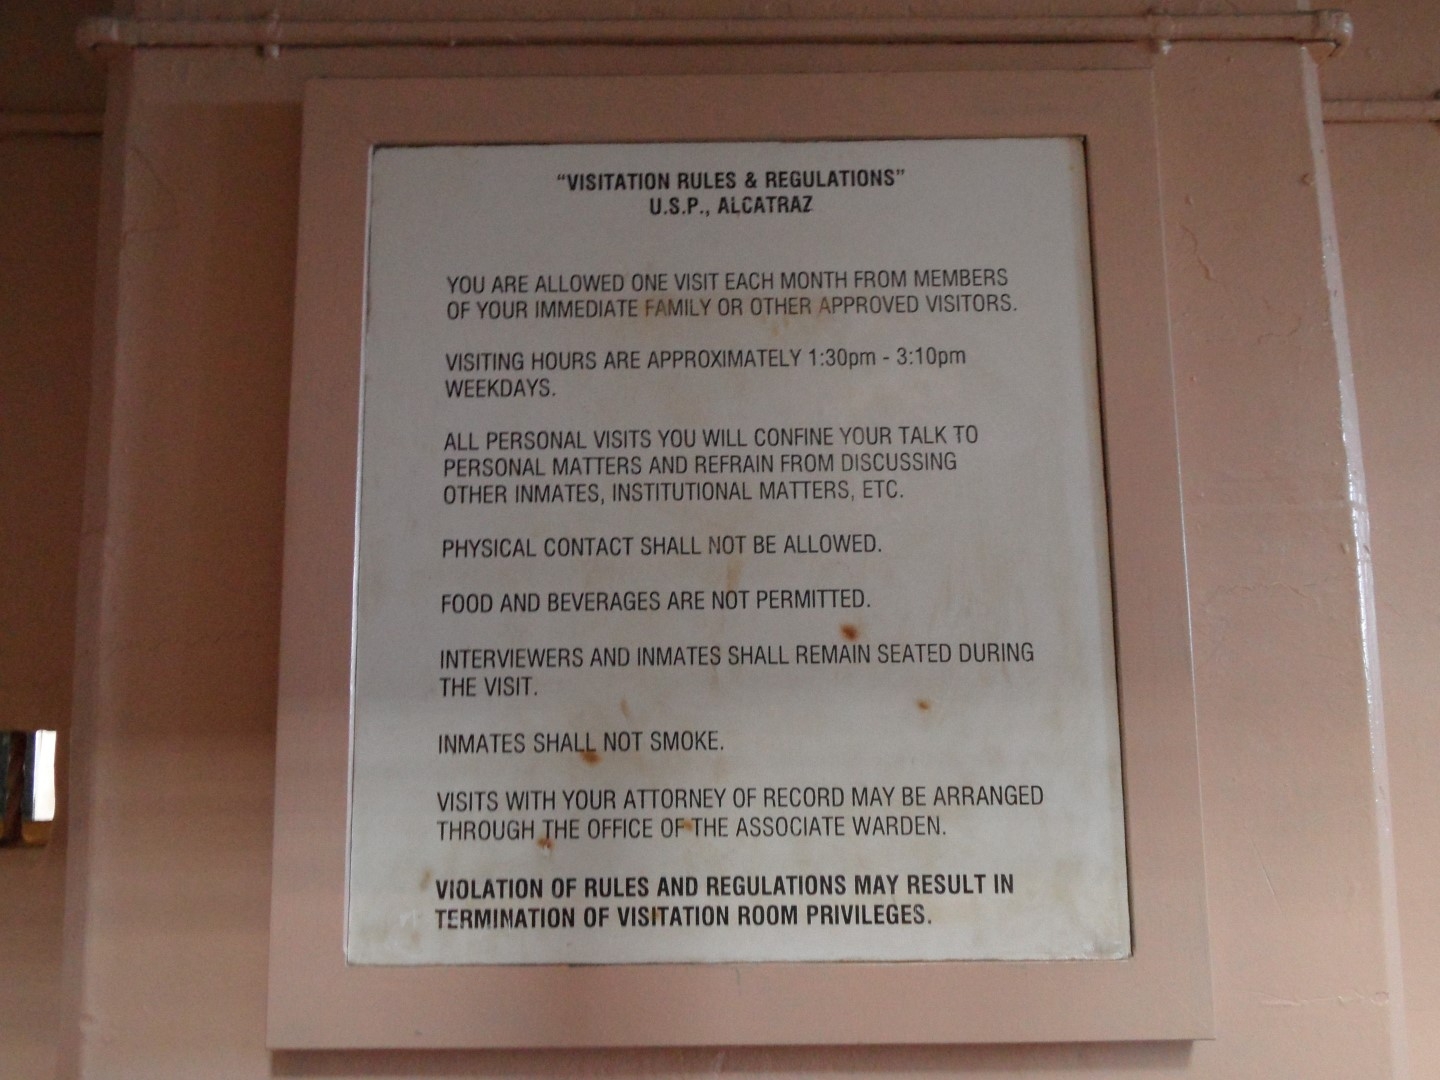 “VISITATION RULES & REGULATIONS”
U.S.P., ALCATRAZ
YOU ARE ALLOWED ONE VISIT EACH MONTH FROM MEMBERS
OF YOUR IMMEDIATE FAMILY OR OTHER APPROVED VISITORS.
VISITING HOURS ARE APPROXIMATELY 1:30pm - 3:10pm
WEEKDAYS.
ALL PERSONAL VISITS YOU WILL CONFINE YOUR TALK TO
PERSONAL MATTERS AND REFRAIN FROM DISCUSSING
OTHER INMATES, INSTITUTIONAL MATTERS, ETC.
PHYSICAL CONTACT SHALL NOT BE ALLOWED.
FOOD AND BEVERAGES ARE NOT PERMITTED.
INTERVIEWERS AND INMATES SHALL REMAIN SEATED DURING
THE VISIT.
INMATES SHALL NOT SMOKE.
VISITS WITH YOUR ATTORNEY OF RECORD MAY BE ARRANGED
THROUGH THE OFFICE OF THE ASSOCIATE WARDEN.
VIOLATION OF RULES AND REGULATIONS MAY RESULT IN
TERMINATION OF VISITATION ROOM PRIVILEGES.